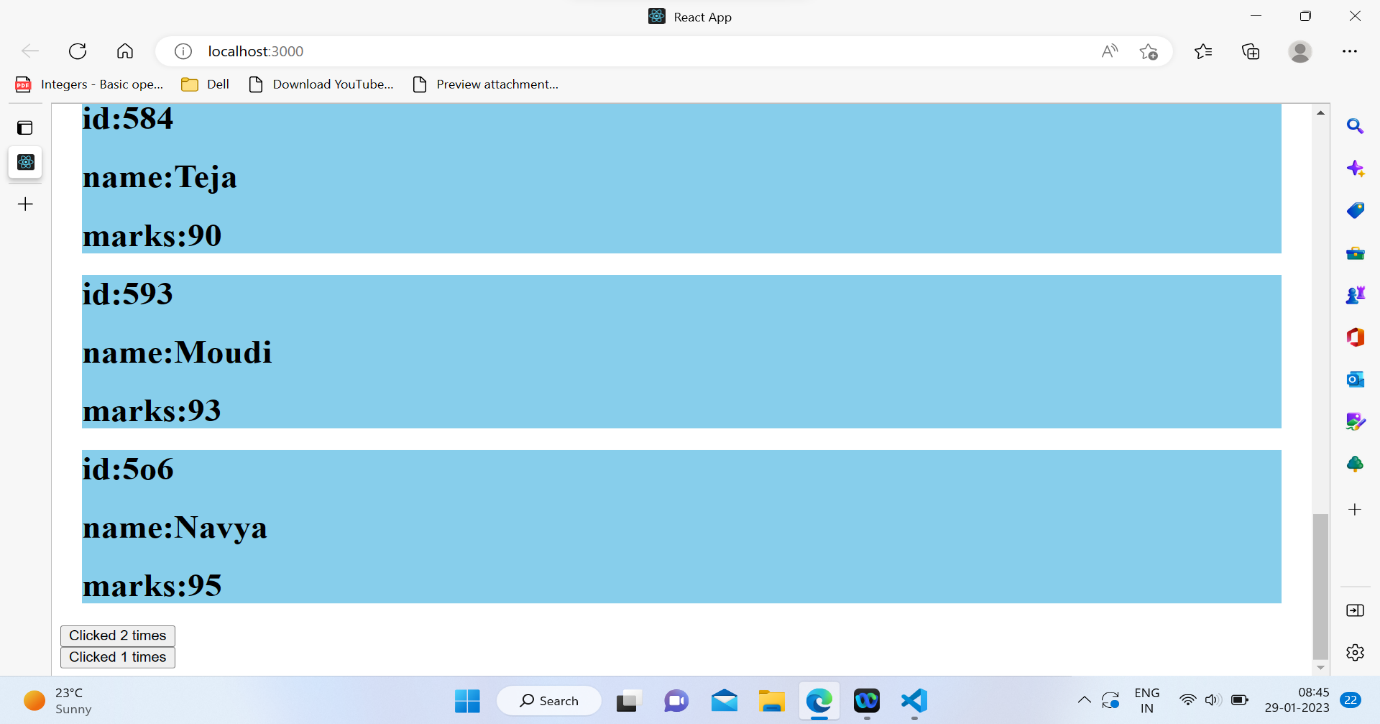 React App
localhost:3000
Integers - Basic ope...
Dell
Download YouTube...
Preview attachment...
id:584
name:Teja
marks:90
id:593
name:Moudi
marks:93
id:5o6
name:Navya
marks:95
Clicked 2 times
Clicked 1 times
23°C
Sunny
Search
ENG
IN
08:45
29-01-2023
22